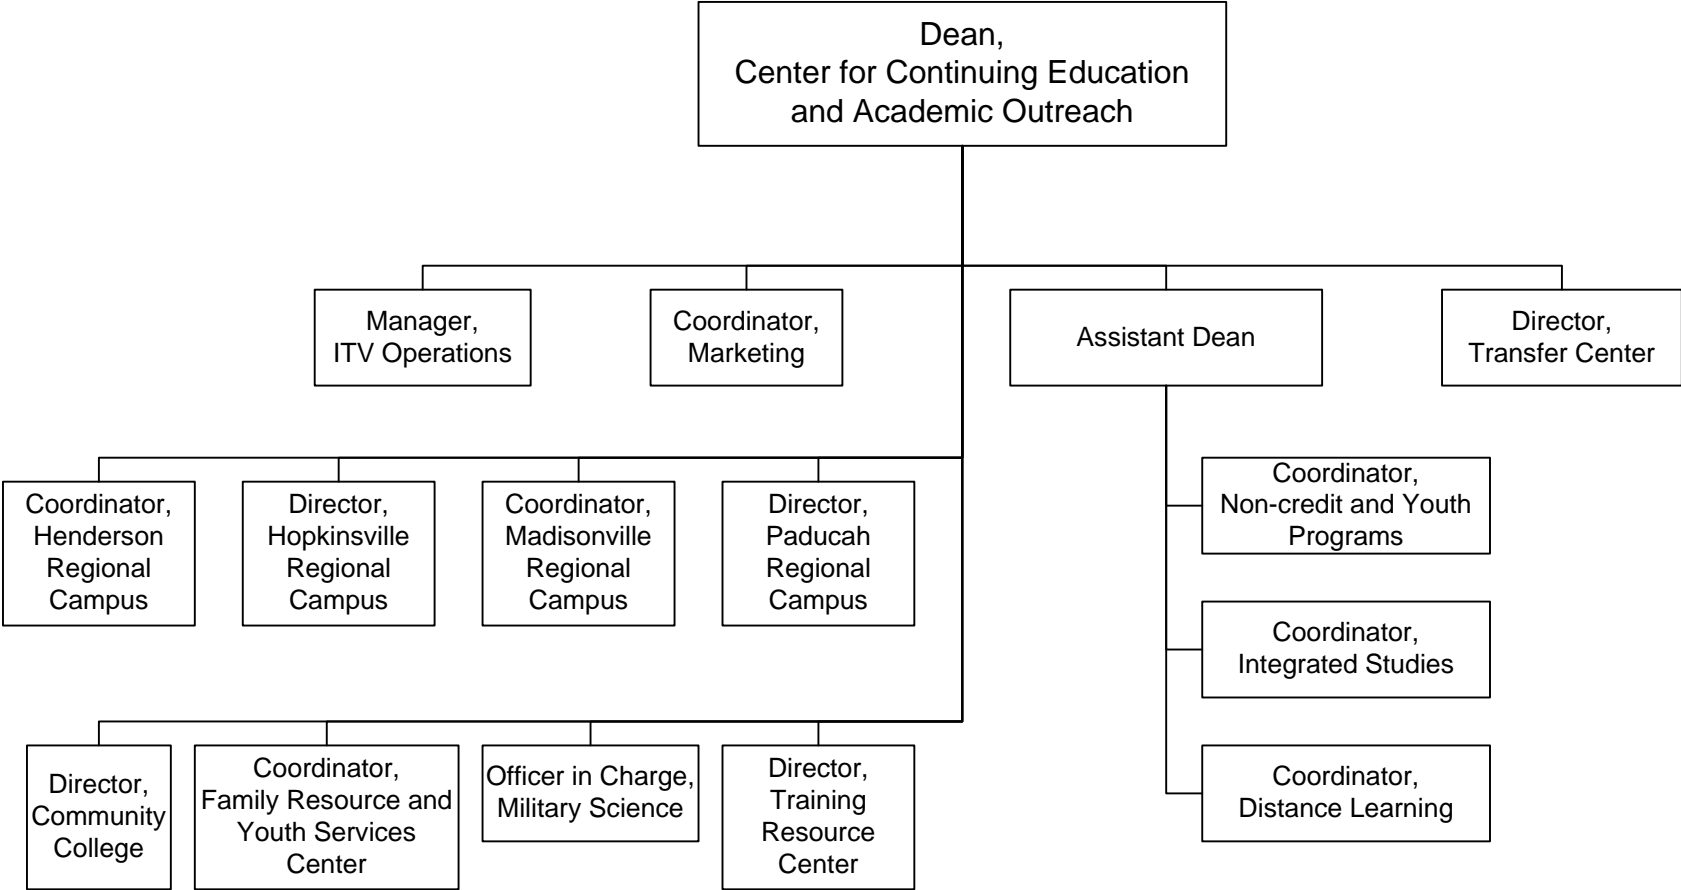 Dean,
Center for Continuing Education
and Academic Outreach
Manager,
ITV Operations
Coordinator,
Marketing
Assistant Dean
Director,
Transfer Center
Coordinator,
Henderson
Regional
Campus
Director,
Hopkinsville
Regional
Campus
Coordinator,
Madisonville
Regional
Campus
Director,
Paducah
Regional
Campus
Coordinator,
Non-credit and Youth
Programs
Coordinator,
Integrated Studies
Coordinator,
Distance Learning
Director,
Community
College
Coordinator,
Family Resource and
Youth Services
Center
Officer in Charge,
Military Science
Director,
Training
Resource
Center